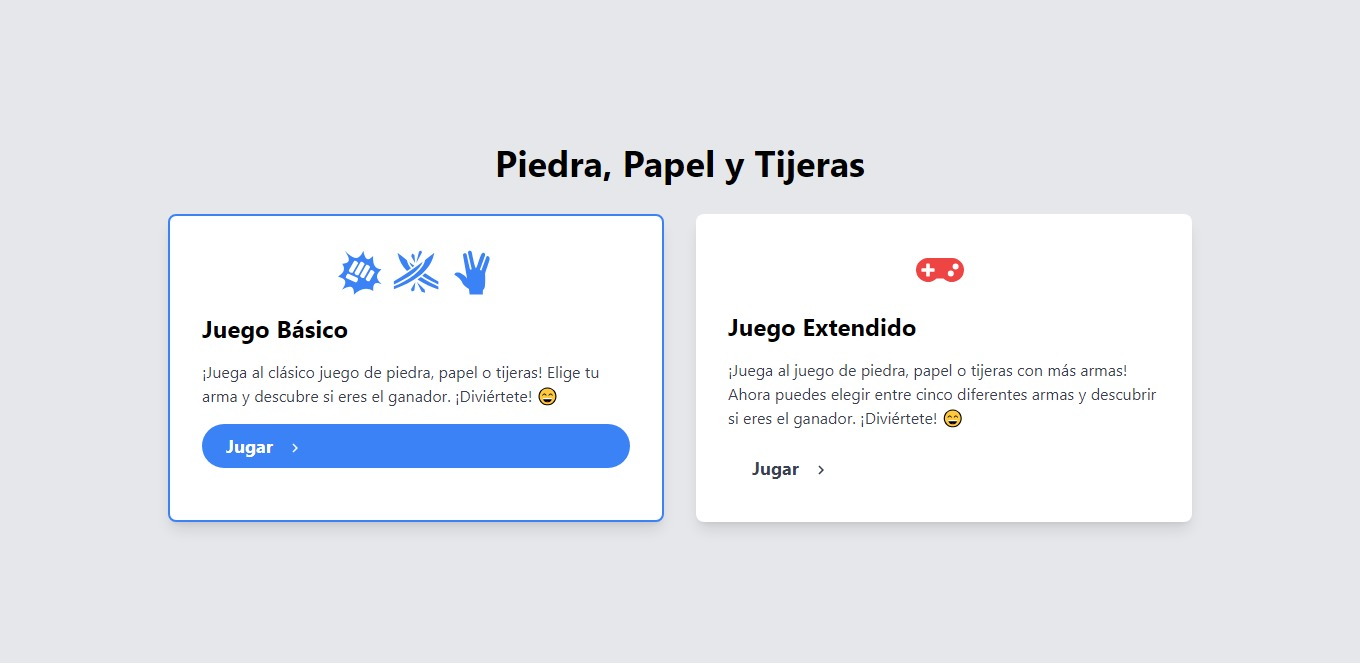 Piedra, Papel y Tijeras
Juego Básico
¡Juega al clásico juego de piedra, papel o tijeras! Elige tu
arma y descubre si eres el ganador. ¡Diviértete! 😄
Jugar
Juego Extendido
¡Juega al juego de piedra, papel o tijeras con más armas!
Ahora puedes elegir entre cinco diferentes armas y descubrir
si eres el ganador. ¡Diviértete! 😄
Jugar